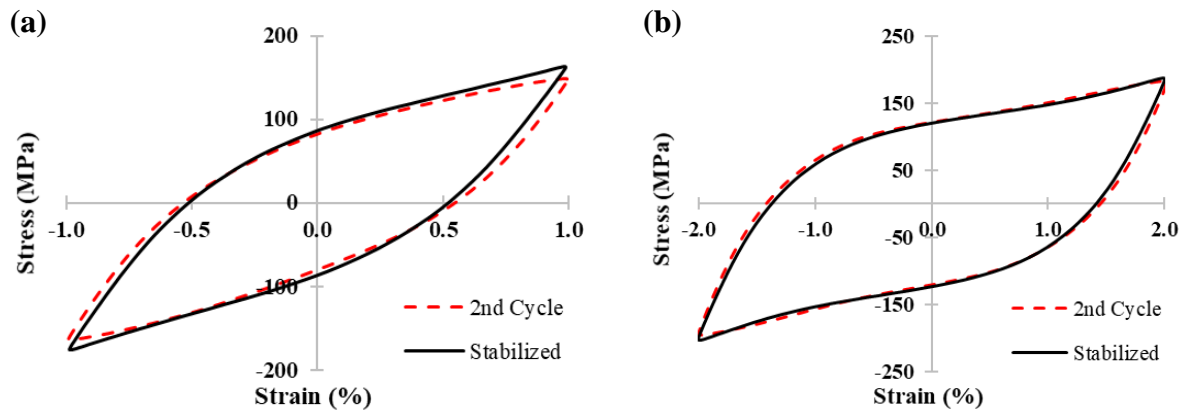 (a)
200
100
0
-100
-200
-1.0
-0.5
0.0
0.5
1.0
Stress (MPa)
Strain (%)
2nd Cycle
Stabilized
(b)
250
150
50
-50
-150
-250
-2.0
-1.0
0.0
1.0
2.0
Stress (MPa)
Strain (%)
2nd Cycle
Stabilized